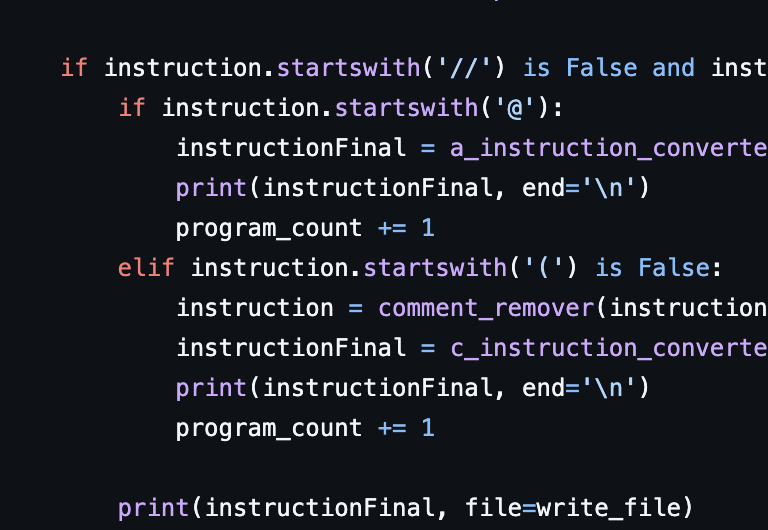 if instruction.startswith('//') is False and inst
if instruction.startswith('@'):
instructionFinal = a_instruction_converte
print(instructionFinal, end='\n')
program_count += 1
elif instruction.startswith('(') is False:
instruction = comment_remover(instruction
instructionFinal = c_instruction_converte
print(instructionFinal, end='\n')
program_count += 1
print(instructionFinal, file=write_file)